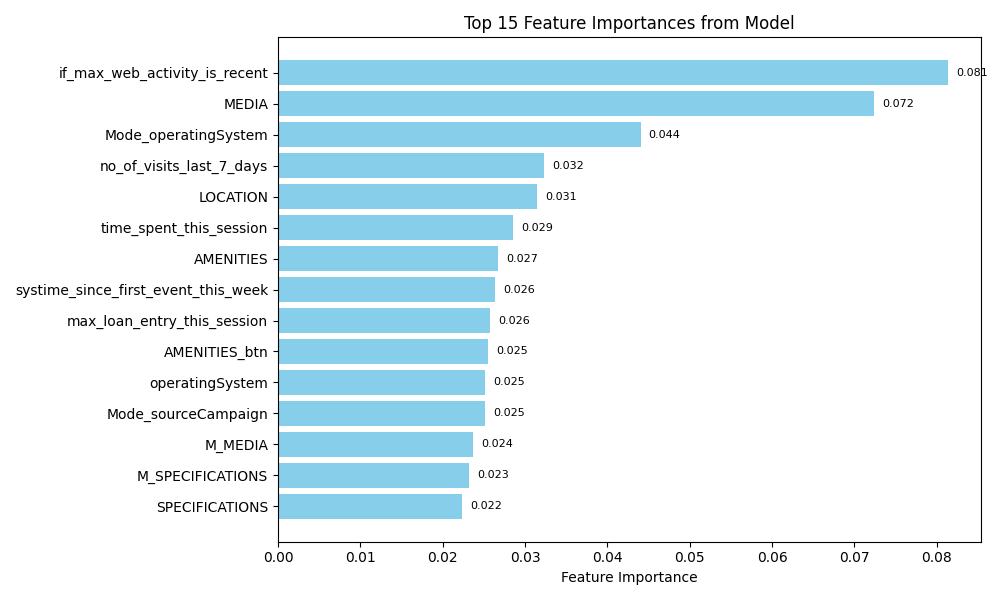 Top 15 Feature Importances from Model
if_max_web_activity_is_recent 0.081
MEDIA 0.072
Mode_operatingSystem 0.044
no_of_visits_last_7_days 0.032
LOCATION 0.031
time_spent_this_session 0.029
AMENITIES 0.027
systime_since_first_event_this_week 0.026
max_loan_entry_this_session 0.026
AMENITIES_btn 0.025
operatingSystem 0.025
Mode_sourceCampaign 0.025
M_MEDIA 0.024
M_SPECIFICATIONS 0.023
SPECIFICATIONS 0.022
0.00 0.01 0.02 0.03 0.04 0.05 0.06 0.07 0.08
Feature Importance